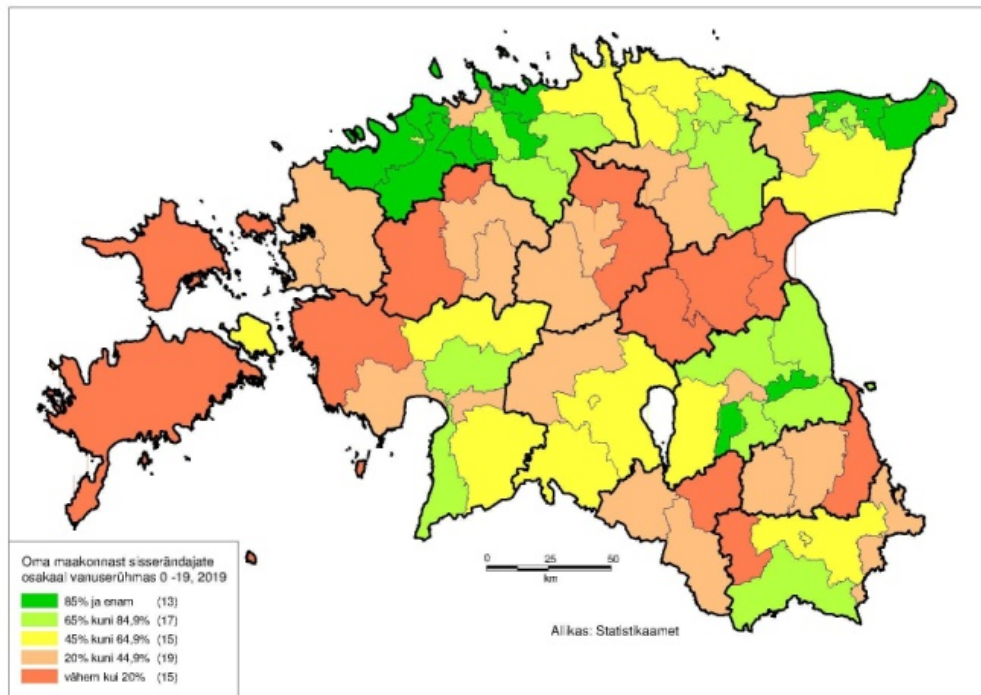 0 25 50
km
Oma maakonnast sisserändajate
osakaal vanuserühmas 0 -19, 2019
85% ja enam (13)
65% kuni 84,9% (17)
45% kuni 64,9% (15)
20% kuni 44,9% (19)
vähem kui 20% (15)
Allikas: Statistikaamet